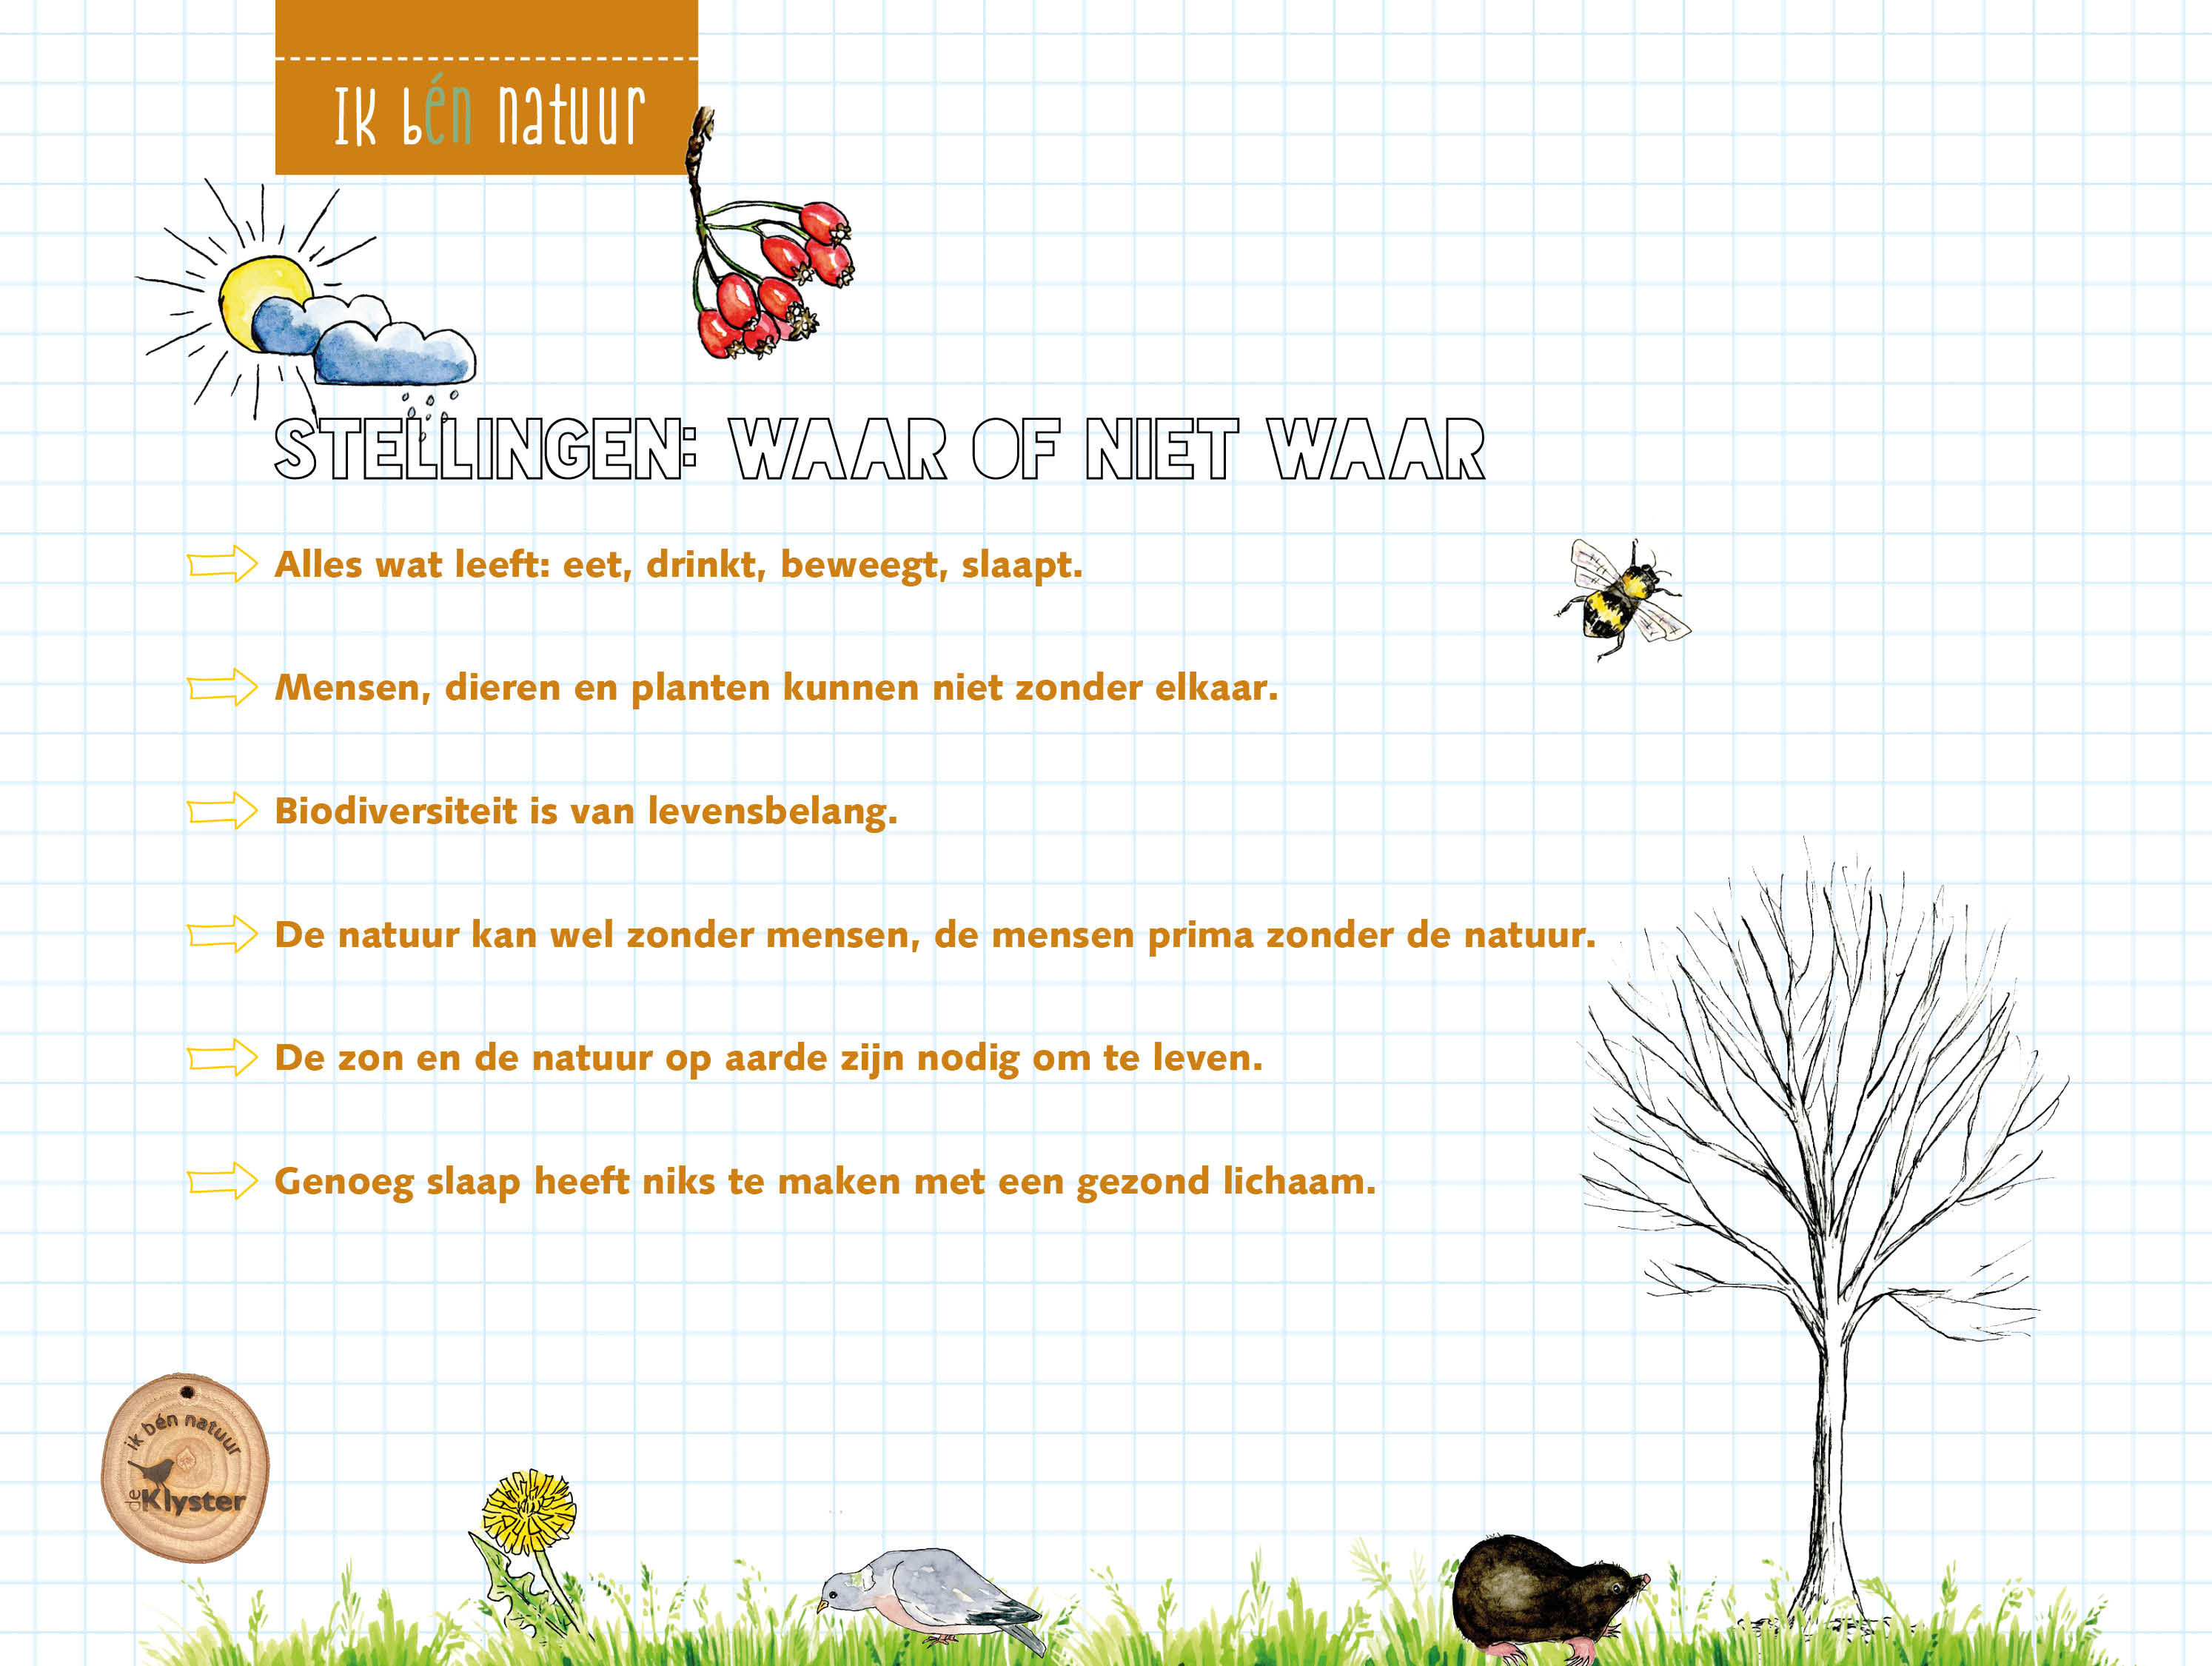 Ik bén natuur
STELLINGEN: WAAR OF NIET WAAR
Alles wat leeft: eet, drinkt, beweegt, slaapt.
Mensen, dieren en planten kunnen niet zonder elkaar.
Biodiversiteit is van levensbelang.
De natuur kan wel zonder mensen, de mensen prima zonder de natuur.
De zon en de natuur op aarde zijn nodig om te leven.
Genoeg slaap heeft niks te maken met een gezond lichaam.
ik bén natuur
de Klyster